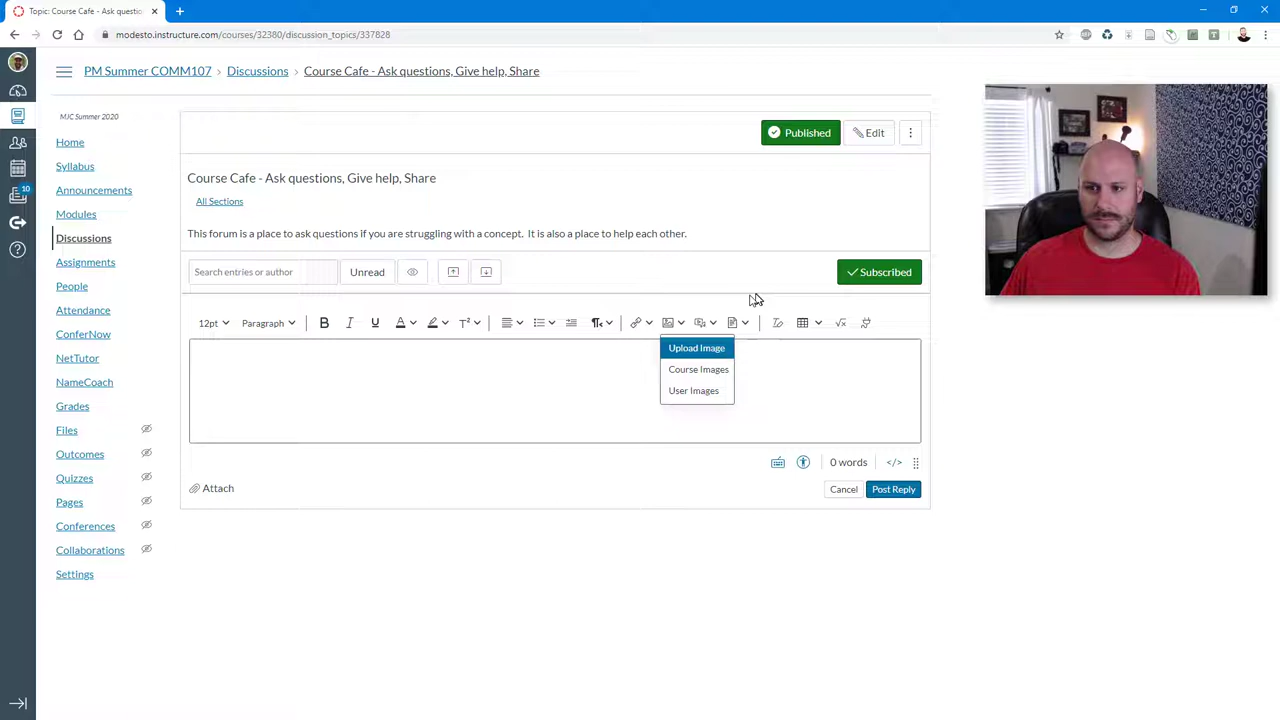 Topic: Course Cafe - Ask questio
modesto.instructure.com/courses/32380/discussion_topics/337828
PM Summer COMM107
Discussions
Course Cafe - Ask questions, Give help, Share
MJC Summer 2020
Home
Syllabus
Announcements
Modules
Discussions
Assignments
People
Attendance
ConferNow
NetTutor
NameCoach
Grades
Files
Outcomes
Quizzes
Pages
Conferences
Collaborations
Settings
10
Published
Edit
Course Cafe - Ask questions, Give help, Share
All Sections
This forum is a place to ask questions if you are struggling with a concept. It is also a place to help each other.
Search entries or author
Unread
Subscribed
12pt
Paragraph
B
I
U
A
T²
Upload Image
Course Images
User Images
0 words
</>
Attach
Cancel
Post Reply